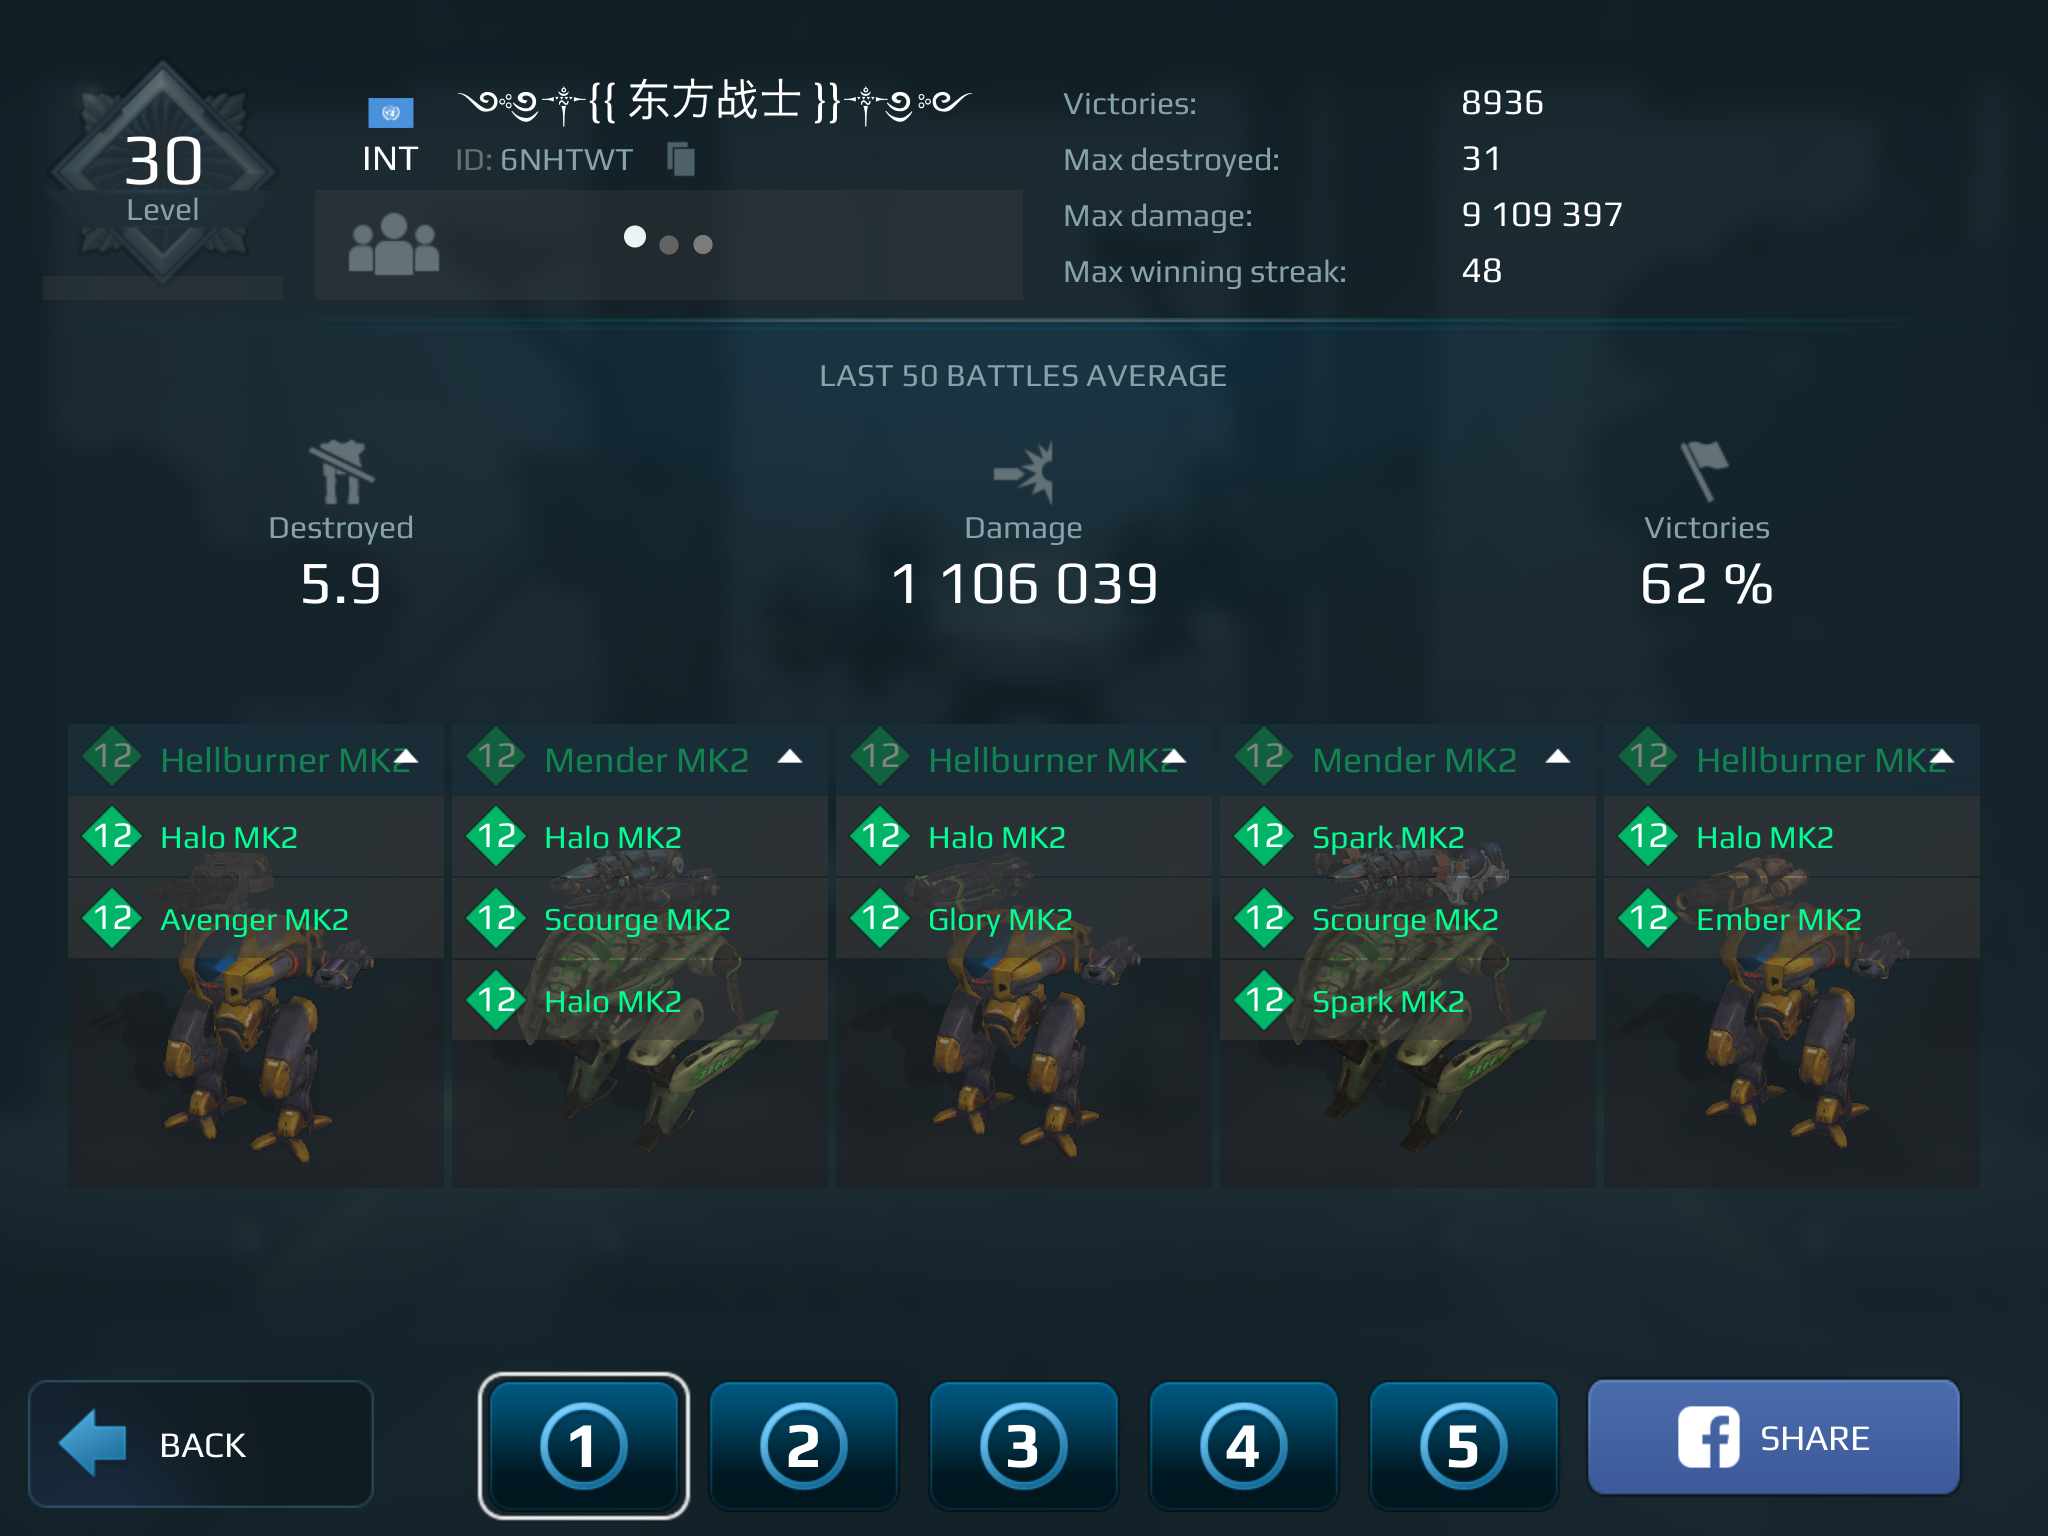 30
Level
INT
{{ 东方战士 }}
ID: 6NHTWT
Victories: 8936
Max destroyed: 31
Max damage: 9 109 397
Max winning streak: 48
LAST 50 BATTLES AVERAGE
Destroyed
5.9
Damage
1 106 039
Victories
62 %
12 Hellburner MK2
12 Halo MK2
12 Avenger MK2
12 Mender MK2
12 Halo MK2
12 Scourge MK2
12 Halo MK2
12 Hellburner MK2
12 Halo MK2
12 Glory MK2
12 Mender MK2
12 Spark MK2
12 Scourge MK2
12 Spark MK2
12 Hellburner MK2
12 Halo MK2
12 Ember MK2
BACK
1
2
3
4
5
f SHARE